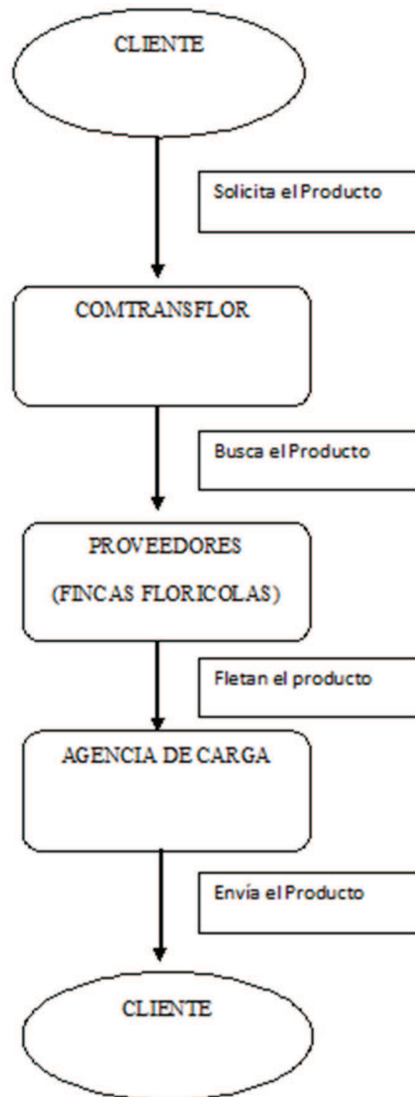 CLIENTE
Solicita el Producto
COMTRANSFLOR
Busca el Producto
PROVEEDORES
(FINCAS FLORICOLAS)
Fletan el producto
AGENCIA DE CARGA
Envía el Producto
CLIENTE